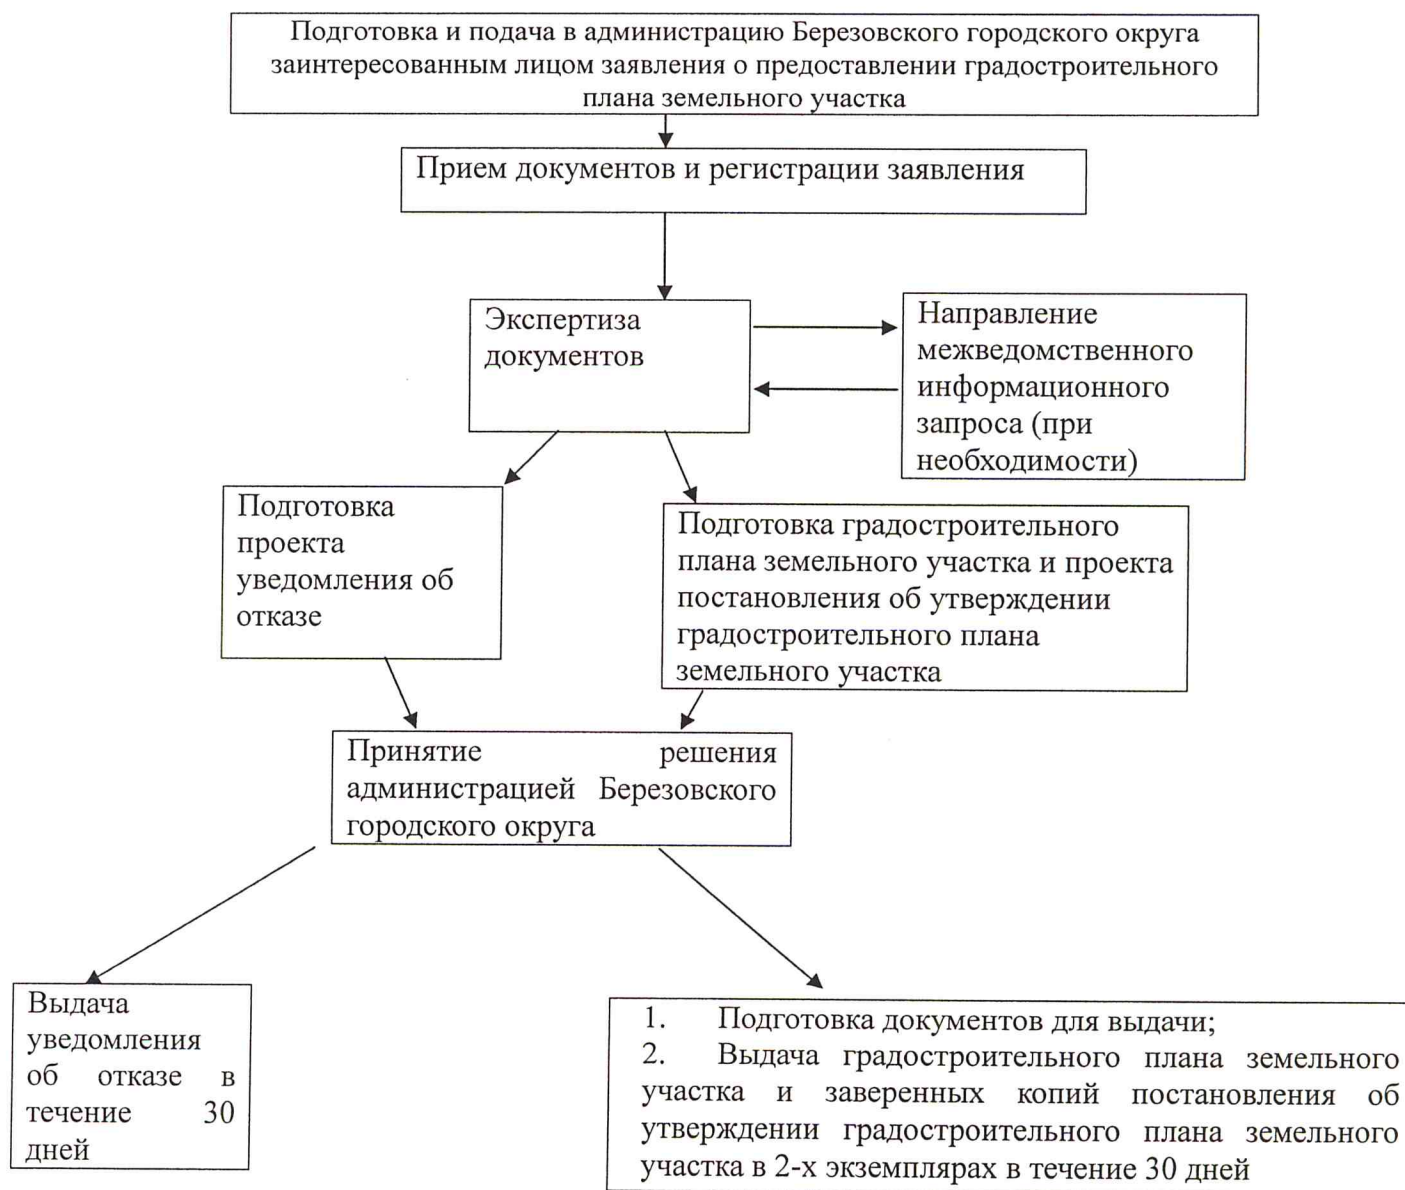 Подготовка и подача в администрацию Березовского городского округа
заинтересованным лицом заявления о предоставлении градостроительного
плана земельного участка
Прием документов и регистрации заявления
Экспертиза
документов
Направление
межведомственного
информационного
запроса (при
необходимости)
Подготовка
проекта
уведомления об
отказе
Подготовка градостроительного
плана земельного участка и проекта
постановления об утверждении
градостроительного плана
земельного участка
Принятие решения
администрацией Березовского
городского округа
Выдача
уведомления
об отказе в
течение 30
дней
1. Подготовка документов для выдачи;
2. Выдача градостроительного плана земельного
участка и заверенных копий постановления об
утверждении градостроительного плана земельного
участка в 2-х экземплярах в течение 30 дней